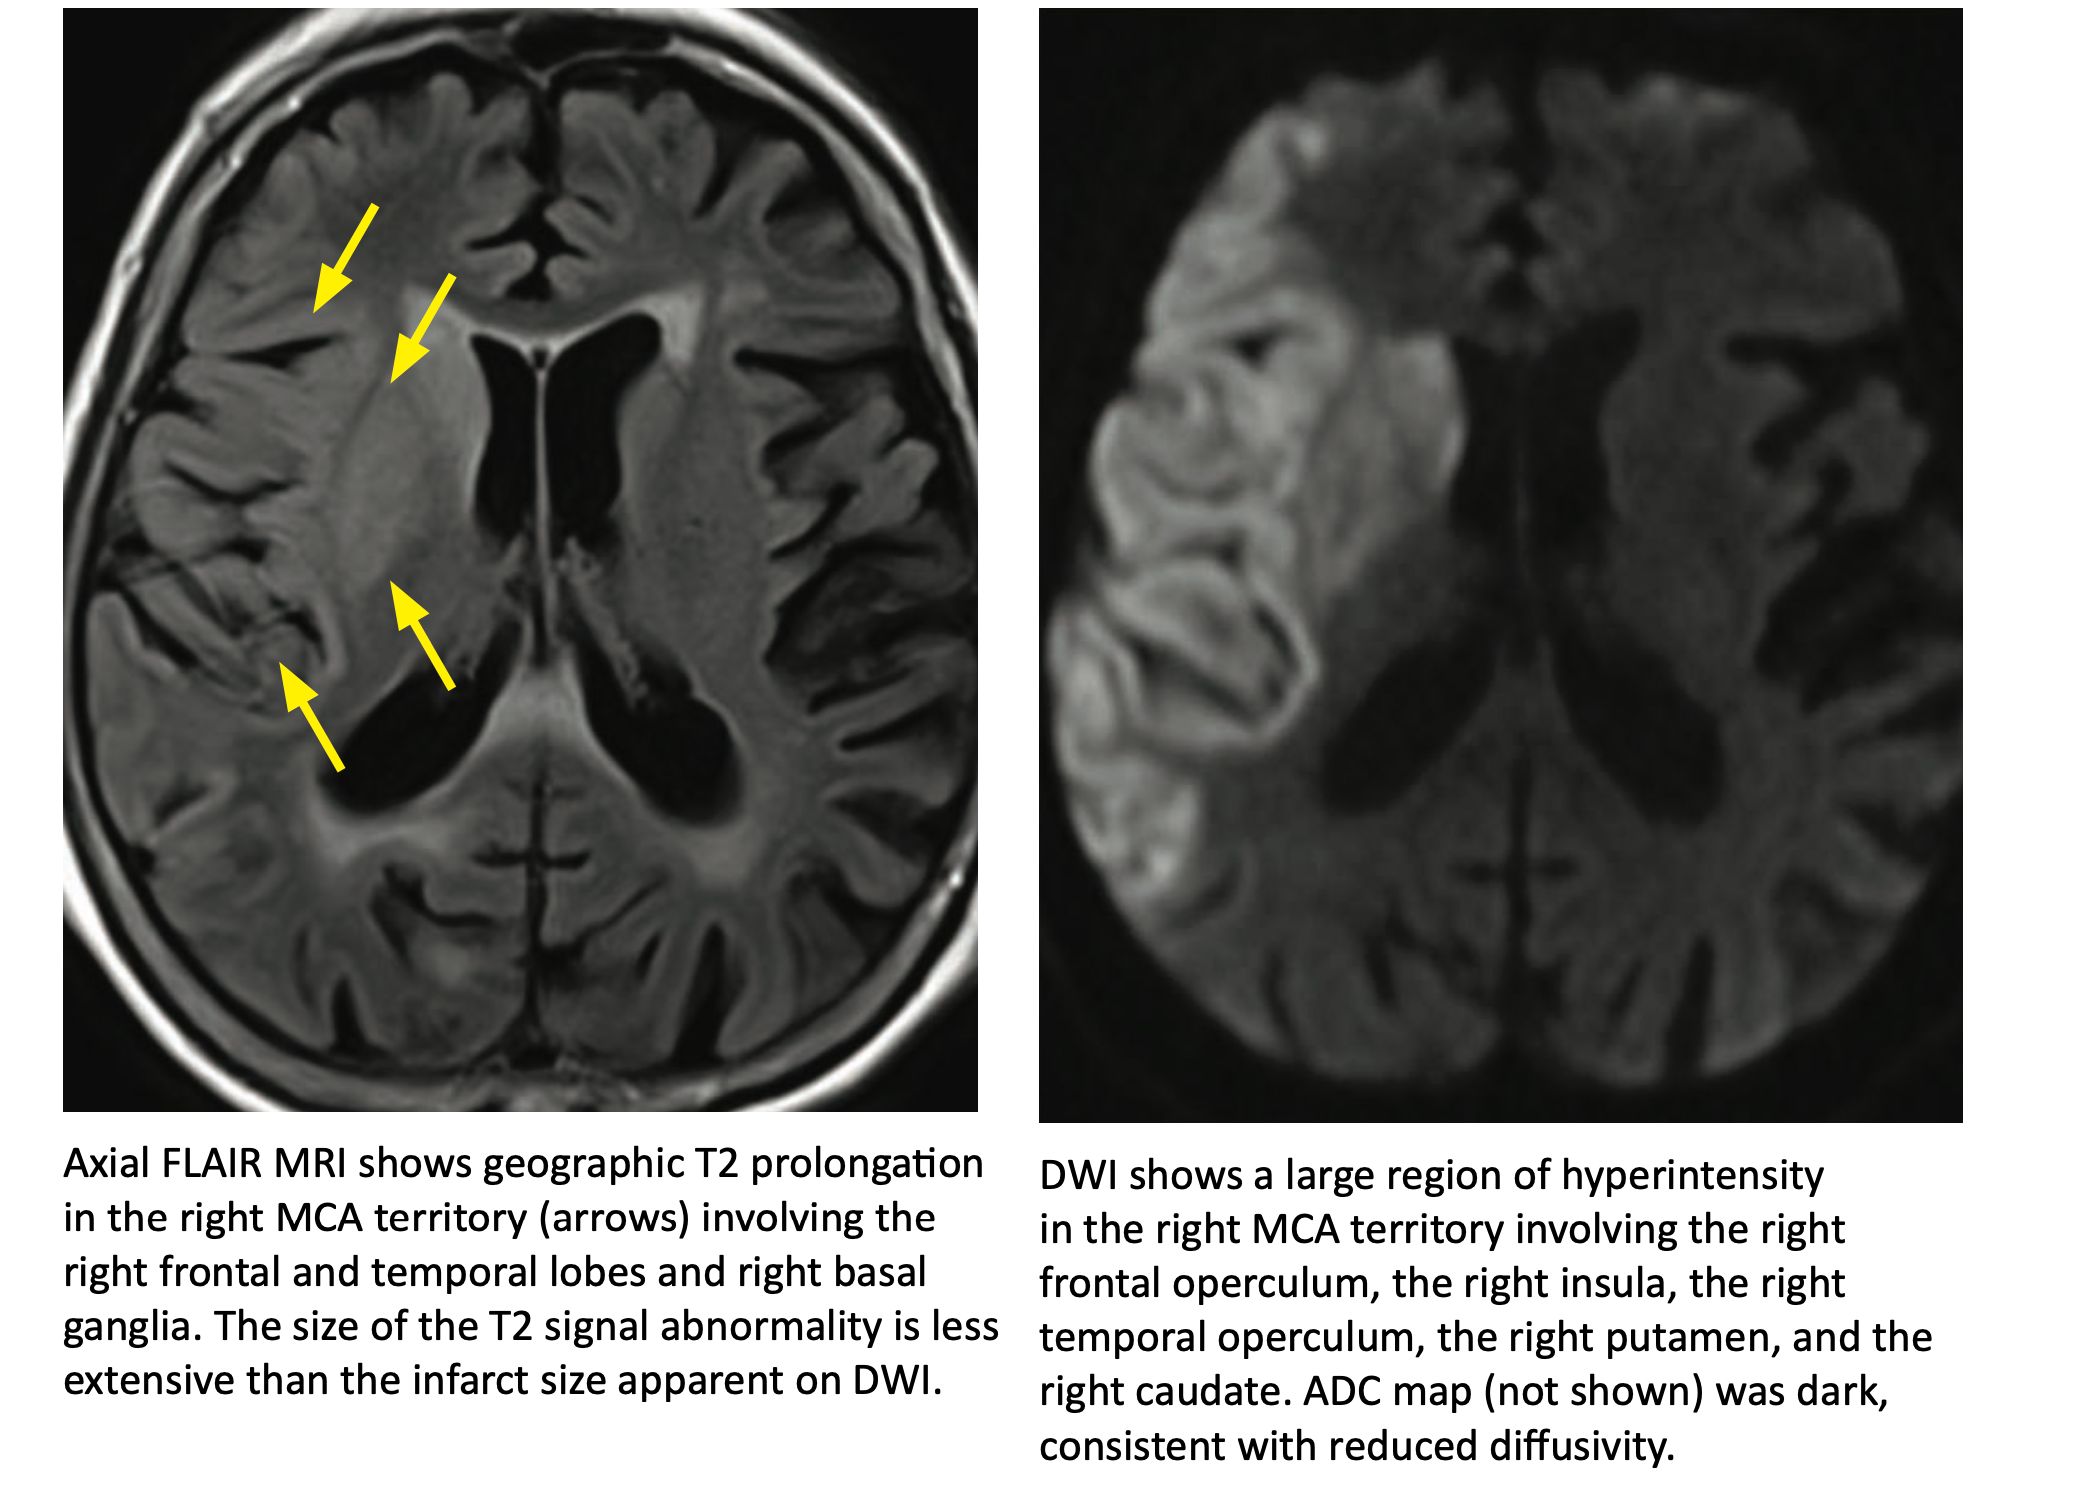 Axial FLAIR MRI shows geographic T2 prolongation
in the right MCA territory (arrows) involving the
right frontal and temporal lobes and right basal
ganglia. The size of the T2 signal abnormality is less
extensive than the infarct size apparent on DWI.
DWI shows a large region of hyperintensity
in the right MCA territory involving the right
frontal operculum, the right insula, the right
temporal operculum, the right putamen, and the
right caudate. ADC map (not shown) was dark,
consistent with reduced diffusivity.